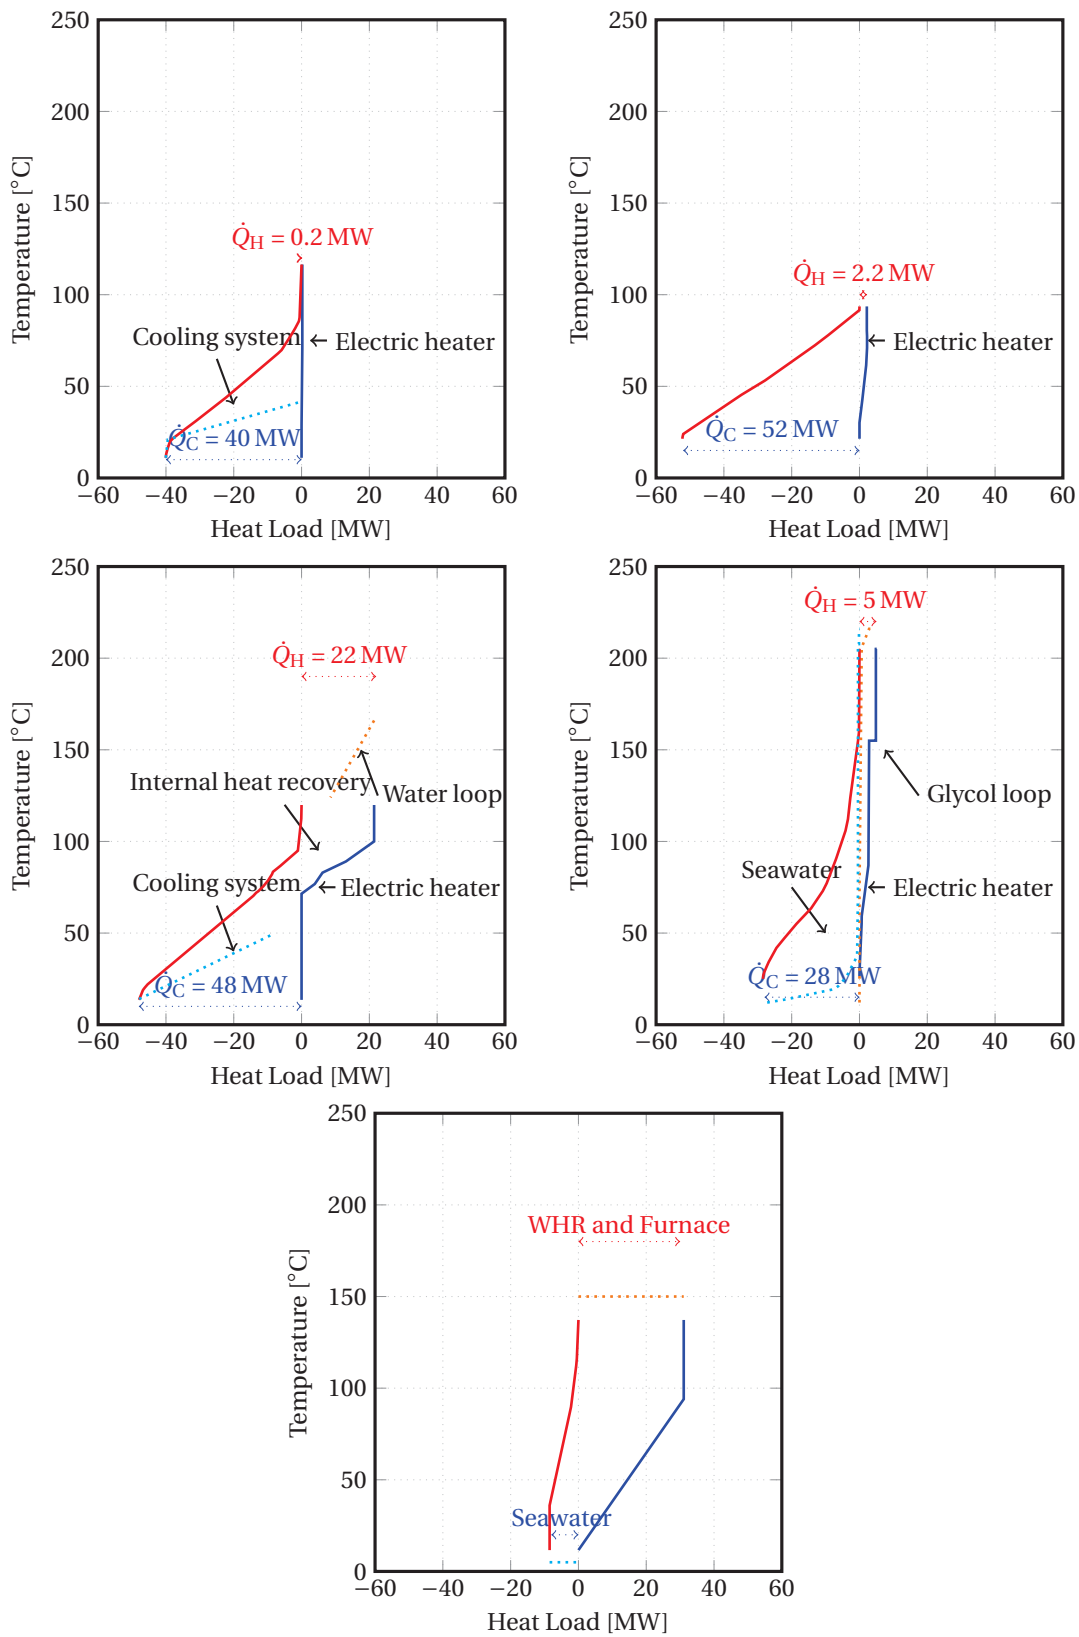 250
200
150
100
50
0
Temperature [°C]
Q̇H = 0.2 MW
Cooling system
Electric heater
Q̇C = 40 MW
−60 −40 −20 0 20 40 60
Heat Load [MW]
250
200
150
100
50
0
Temperature [°C]
Q̇H = 2.2 MW
Electric heater
Q̇C = 52 MW
−60 −40 −20 0 20 40 60
Heat Load [MW]
250
200
150
100
50
0
Temperature [°C]
Q̇H = 22 MW
Internal heat recovery
Water loop
Cooling system
Electric heater
Q̇C = 48 MW
−60 −40 −20 0 20 40 60
Heat Load [MW]
250
200
150
100
50
0
Temperature [°C]
Q̇H = 5 MW
Glycol loop
Seawater
Electric heater
Q̇C = 28 MW
−60 −40 −20 0 20 40 60
Heat Load [MW]
250
200
150
100
50
0
Temperature [°C]
WHR and Furnace
Seawater
−60 −40 −20 0 20 40 60
Heat Load [MW]